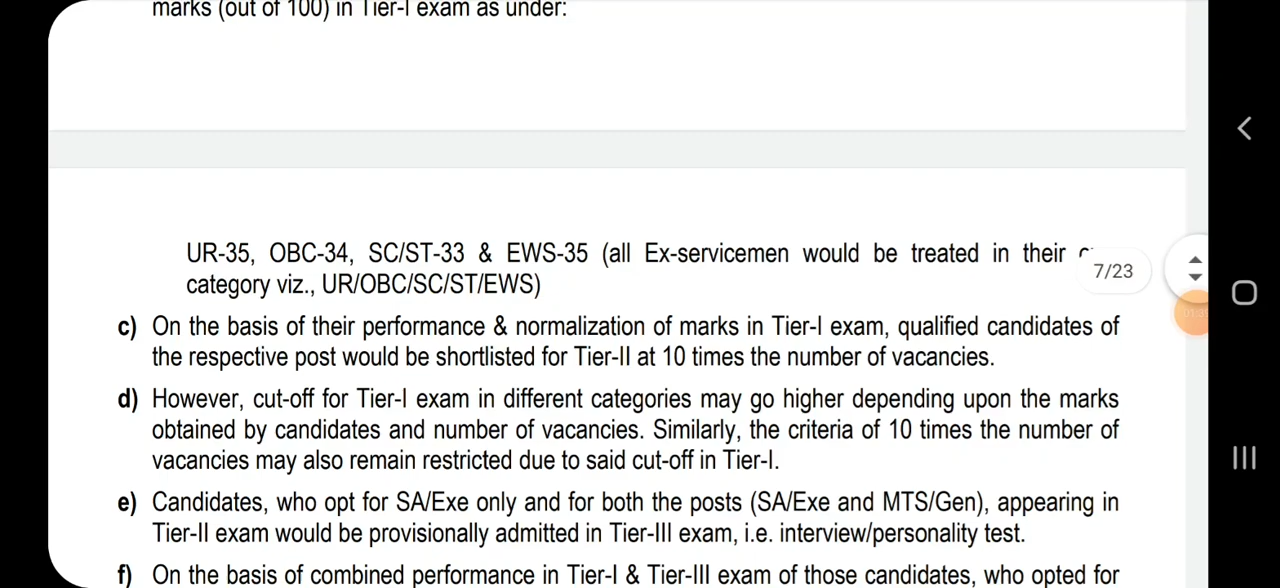 marks (out of 100) in Tier-I exam as under:
UR-35, OBC-34, SC/ST-33 & EWS-35 (all Ex-servicemen would be treated in their
7/23
category viz., UR/OBC/SC/ST/EWS)
c) On the basis of their performance & normalization of marks in Tier-I exam, qualified candidates of
the respective post would be shortlisted for Tier-II at 10 times the number of vacancies.
d) However, cut-off for Tier-I exam in different categories may go higher depending upon the marks
obtained by candidates and number of vacancies. Similarly, the criteria of 10 times the number of
vacancies may also remain restricted due to said cut-off in Tier-I.
e) Candidates, who opt for SA/Exe only and for both the posts (SA/Exe and MTS/Gen), appearing in
Tier-II exam would be provisionally admitted in Tier-III exam, i.e. interview/personality test.
f) On the basis of combined performance in Tier-I & Tier-III exam of those candidates, who opted for